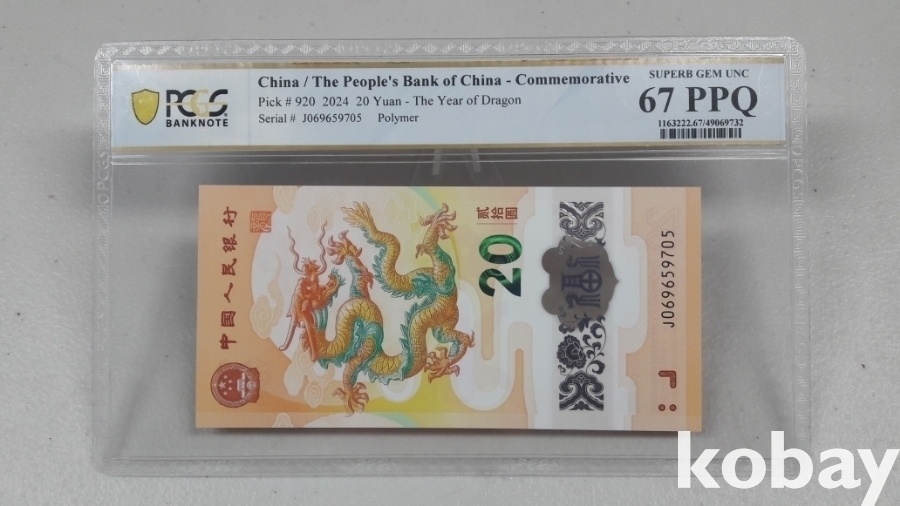 PCGS
BANKNOTE
China / The People's Bank of China - Commemorative
Pick # 920 2024 20 Yuan - The Year of Dragon
Serial # J069659705 Polymer
SUPERB GEM UNC
67 PPQ
1163222.67/49069732
中国人民银行
贰拾圆
20
J069659705
kobay